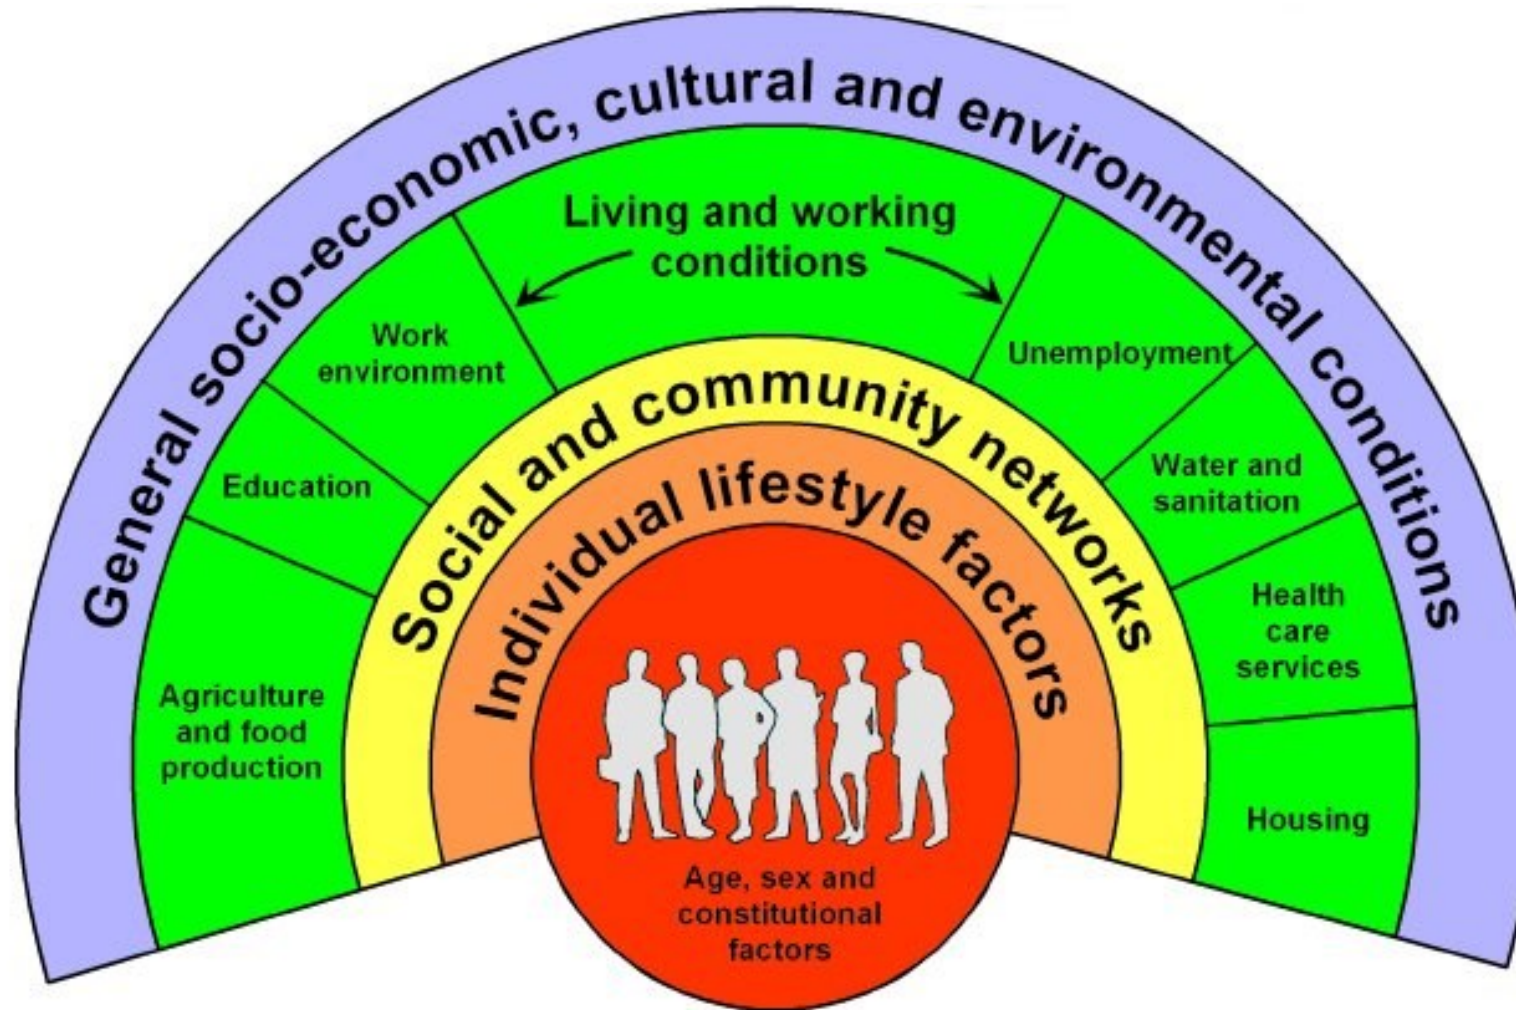 General socio-economic, cultural and environmental conditions
Living and working
conditions
Work
environment
Unemployment
Education
Water and
sanitation
Agriculture
and food
production
Health
care
services
Housing
Social and community networks
Individual lifestyle factors
Age, sex and
constitutional
factors